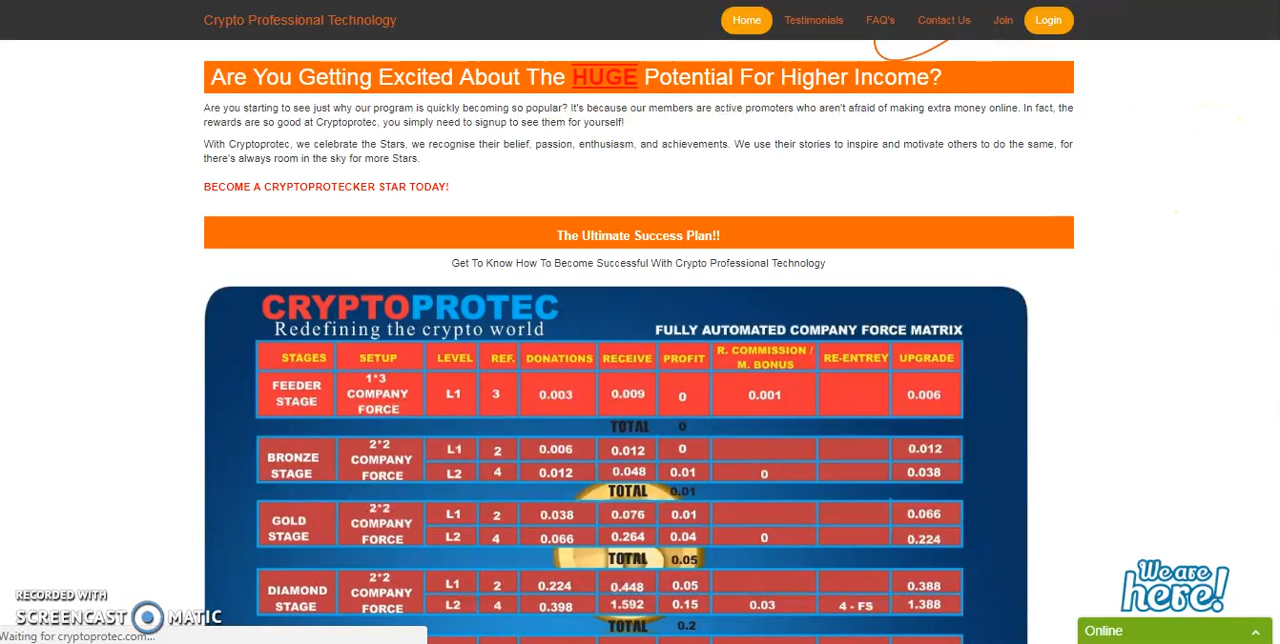 Crypto Professional Technology
Home
Testimonials
FAQ's
Contact Us
Join
Login
Are You Getting Excited About The HUGE Potential For Higher Income?
Are you starting to see just why our program is quickly becoming so popular? It's because our members are active promoters who aren't afraid of making extra money online. In fact, the
rewards are so good at Cryptoprotec, you simply need to signup to see them for yourself!
With Cryptoprotec, we celebrate the Stars, we recognise their belief, passion, enthusiasm, and achievements. We use their stories to inspire and motivate others to do the same, for
there's always room in the sky for more Stars.
BECOME A CRYPTOPROTECKER STAR TODAY!
The Ultimate Success Plan!!
Get To Know How To Become Successful With Crypto Professional Technology
CRYPTOPROTEC
Redefining the crypto world
FULLY AUTOMATED COMPANY FORCE MATRIX
STAGES SETUP LEVEL REF. DONATIONS RECEIVE PROFIT R. COMMISSION / M. BONUS RE-ENTREY UPGRADE
FEEDER STAGE 1*3 COMPANY FORCE L1 3 0.003 0.009 0 0.001 0.006
TOTAL 0
BRONZE STAGE 2*2 COMPANY FORCE L1 2 0.006 0.012 0 0.012
L2 4 0.012 0.048 0.01 0 0.038
TOTAL 0.01
GOLD STAGE 2*2 COMPANY FORCE L1 2 0.038 0.076 0.01 0.066
L2 4 0.066 0.264 0.04 0 0.224
TOTAL 0.05
DIAMOND STAGE 2*2 COMPANY FORCE L1 2 0.224 0.448 0.05 0.388
L2 4 0.398 1.592 0.15 0.03 4 - FS 1.388
TOTAL 0.2
RECORDED WITH
SCREENCAST MATIC
Waiting for cryptoprotec.com...
We are here!
Online